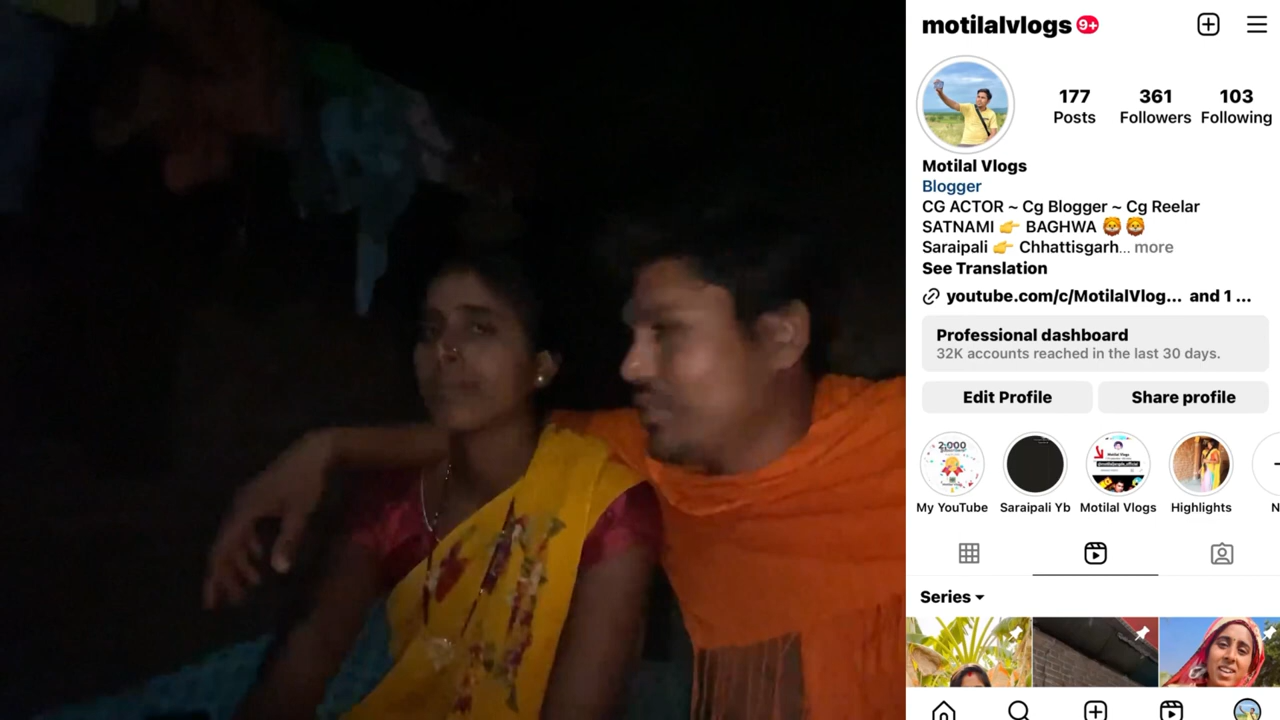 motilalvlogs 9+
177 361 103
Posts Followers Following
Motilal Vlogs
Blogger
CG ACTOR ~ Cg Blogger ~ Cg Reelar
SATNAMI 👉 BAGHWA 🦁 🦁
Saraipali 👉 Chhattisgarh... more
See Translation
youtube.com/c/MotilalVlog... and 1 ...
Professional dashboard
32K accounts reached in the last 30 days.
Edit Profile Share profile
2,000
My YouTube Saraipali Yb Motilal Vlogs Highlights N
Series